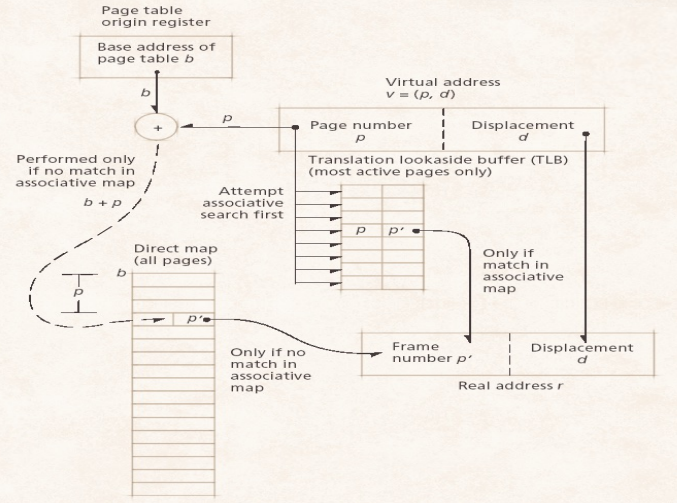 Page table
origin register
Base address of
page table b
b
+
p
Virtual address
v = (p, d)
Page number
p
Displacement
d
Performed only
if no match in
associative map
b + p
Translation lookaside buffer (TLB)
(most active pages only)
Attempt
associative
search first
p p′
Only if
match in
associative
map
Direct map
(all pages)
b
p
p′
Only if no
match in
associative
map
Frame
number p′
Displacement
d
Real address r